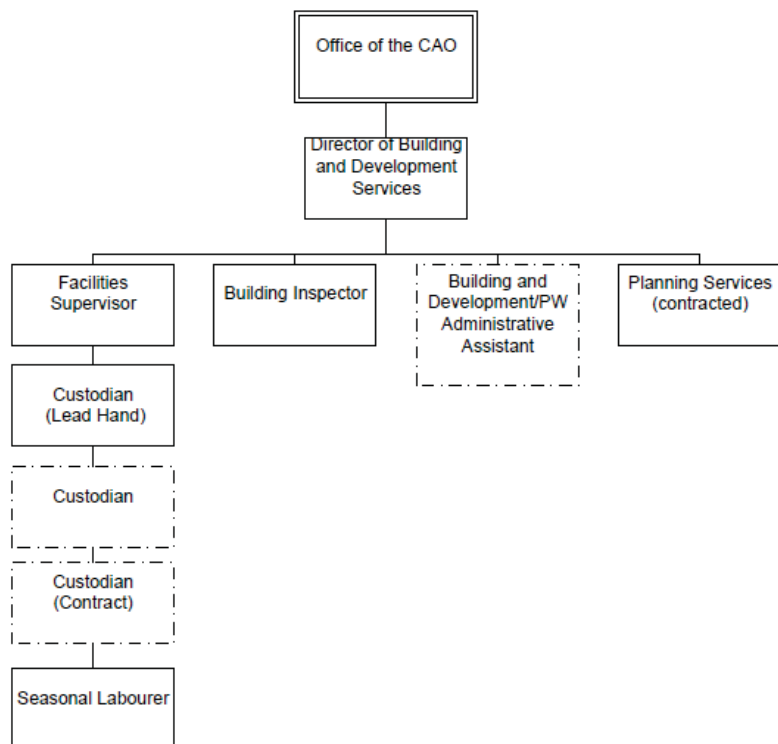 Office of the CAO
Director of Building
and Development
Services
Facilities
Supervisor
Building Inspector
Building and
Development/PW
Administrative
Assistant
Planning Services
(contracted)
Custodian
(Lead Hand)
Custodian
Custodian
(Contract)
Seasonal Labourer